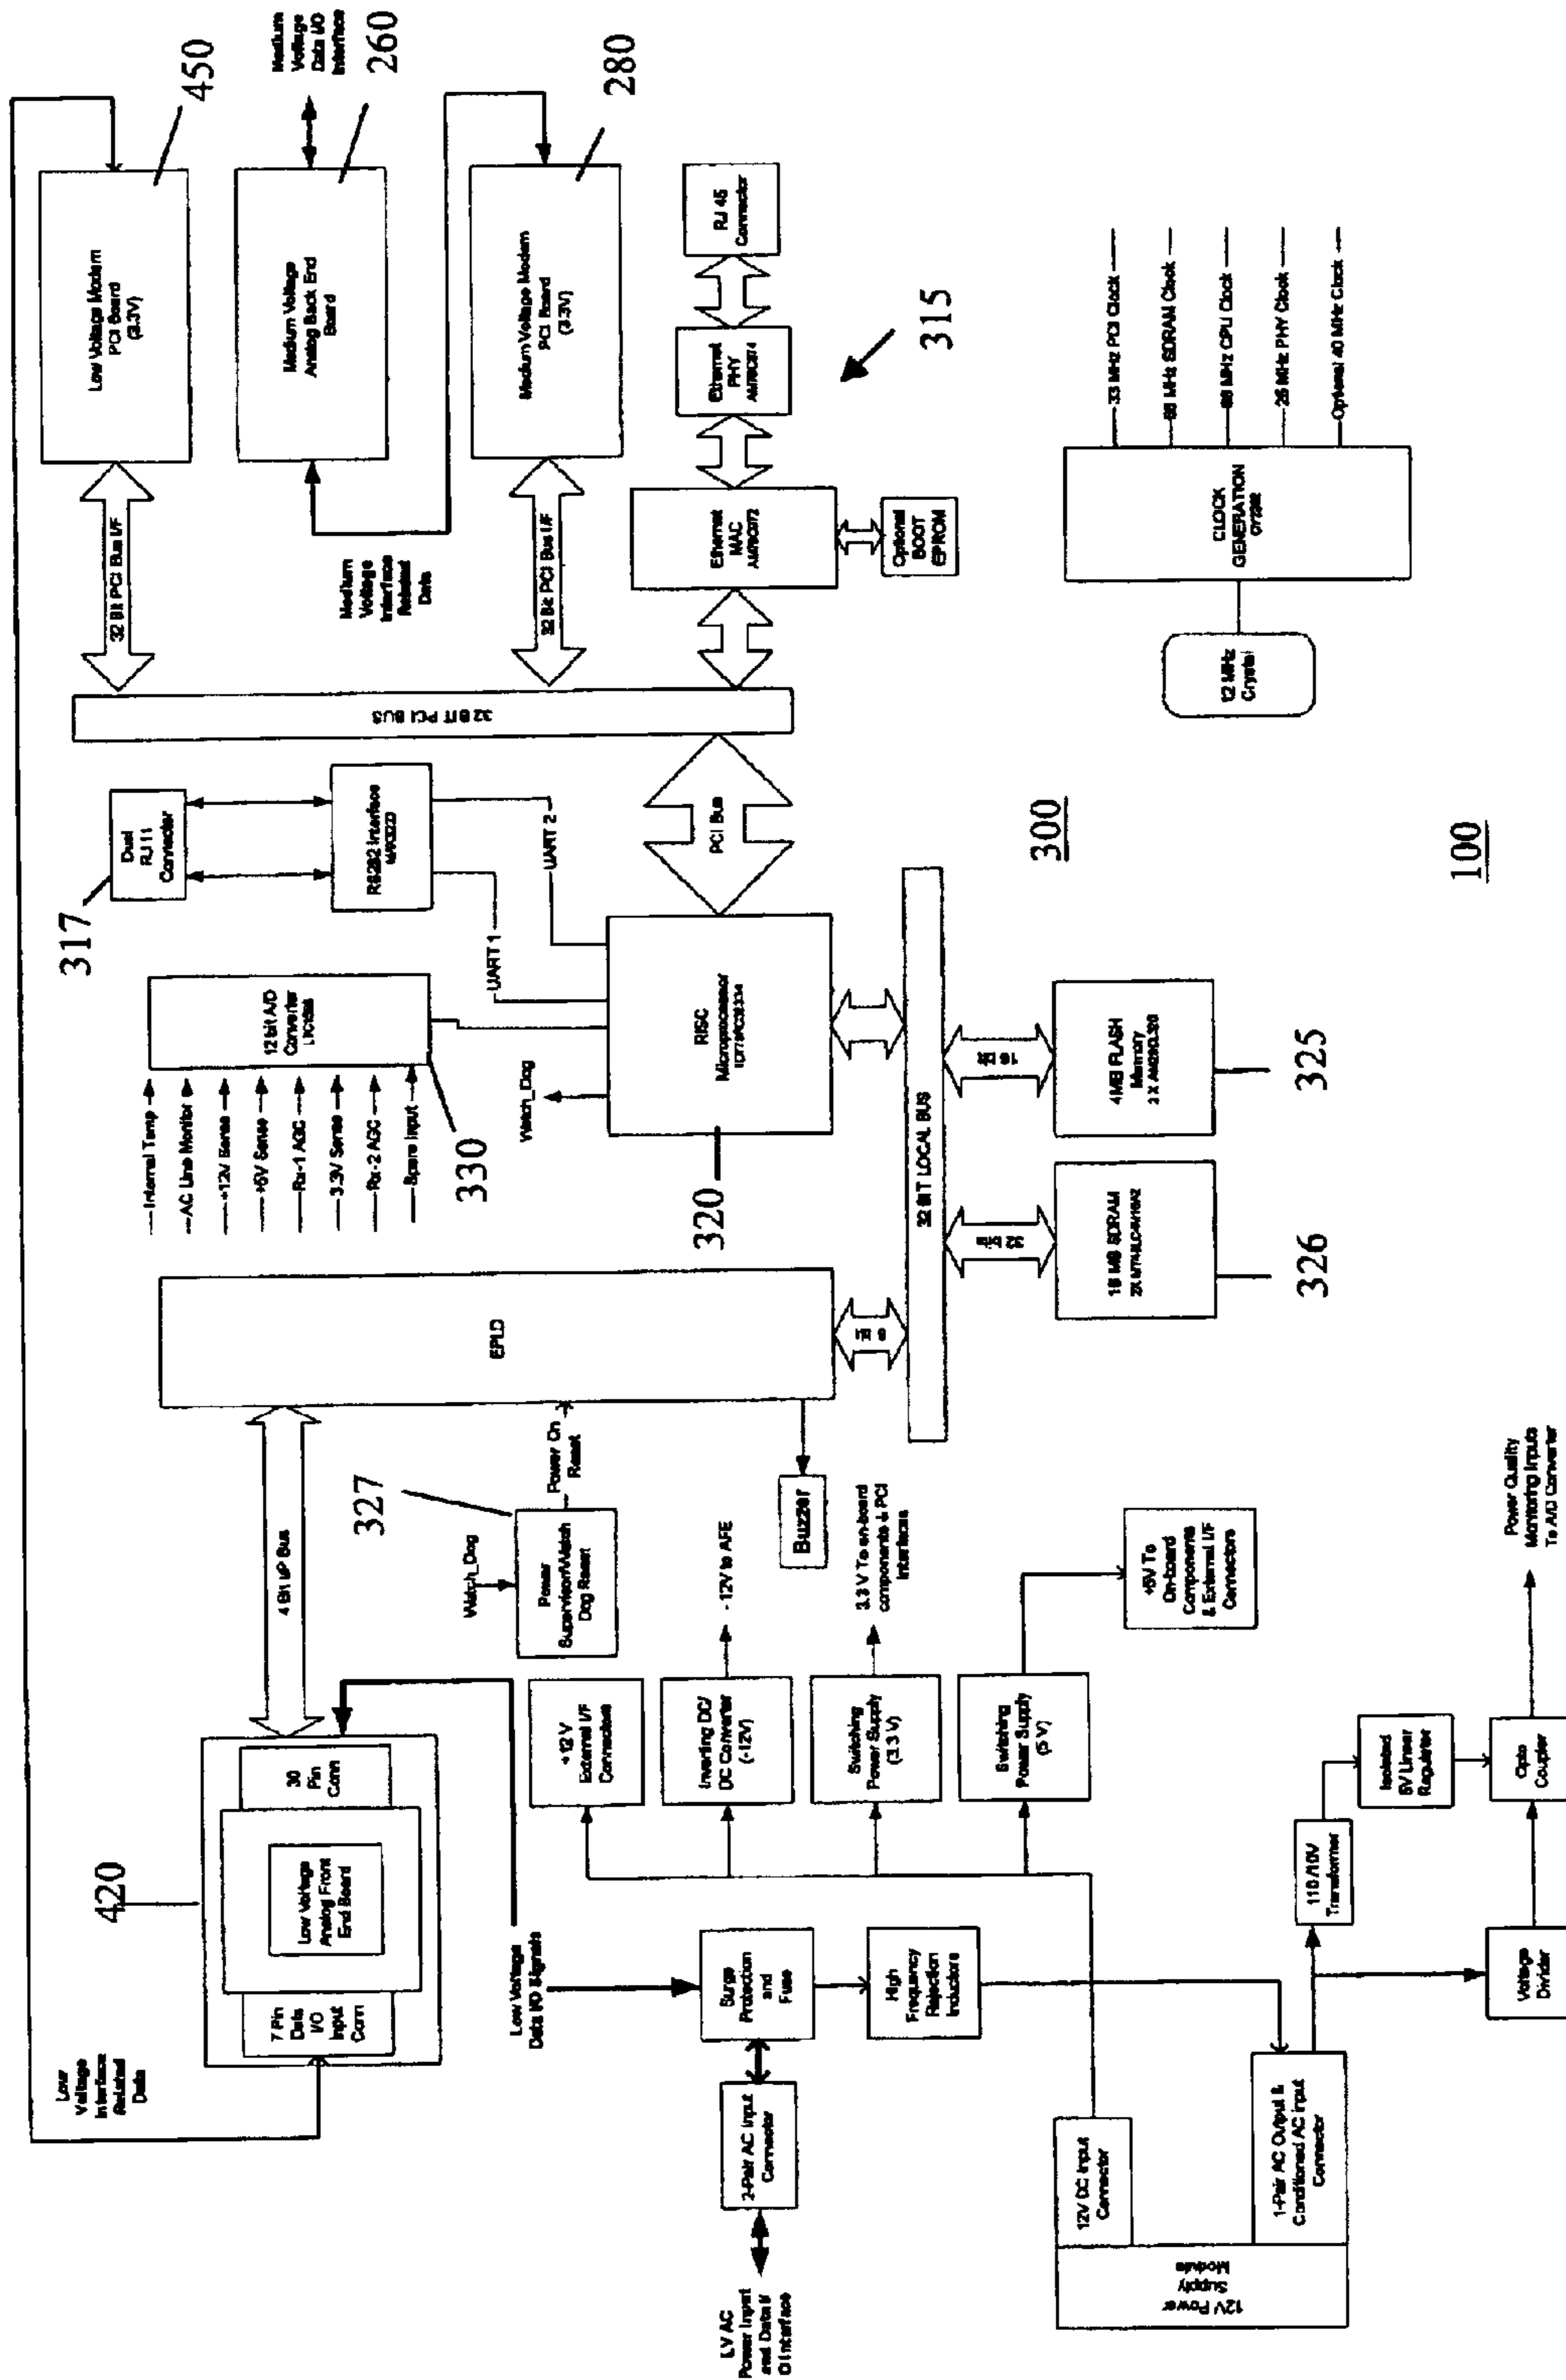 Low
Voltage
Interface
Related
Data
420
7 Pin
Data
I/O
Input
Conn
Low Voltage
Analog Front
End Board
30
Pin
Conn
4 Bit I/P Bus
Low Voltage
Data I/O Signals
LV AC
Power Input
and Data I/
O Interface
2-Pair AC Input
Connector
Surge
Protection
and
Fuse
High
Frequency
Rejection
Inductors
12V Power
Supply
Module
12V DC Input
Connector
1-Pair AC Output &
Conditioned AC Input
Connector
+12 V
External I/F
Connectors
Inverting DC/
DC Converter
(-12V)
-12V to AFE
Switching
Power Supply
(3.3 V)
3.3 V To on-board
components & PCI
Interfaces
Switching
Power Supply
(5 V)
+5V To
On-board
Components
& External I/F
Connectors
110/10V
Transformer
Isolated
5V Linear
Regulator
Voltage
Divider
Opto
Coupler
Power Quality
Monitoring Inputs
To A/D Converter
Watch_Dog
Power
Supervisor/Watch
Dog Reset
327
Power On
Reset
Buzzer
EPLD
8 Bit
32 BIT LOCAL BUS
Internal Temp
AC Line Monitor
+12V Sense
+5V Sense
Rx-1 AGC
3.3V Sense
Rx-2 AGC
Spare Input
330
12 bit A/D
Converter
317
Dual
RJ 11
Connector
RS232 Interface
UART 1
UART 2
Watch_Dog
RISC
Microprocessor
320
PCI Bus
32 BIT PCI BUS
32 Bit
16 MB SDRAM
326
16 Bit
4 MB FLASH
Memory
325
300
100
32 Bit PCI Bus I/F
Low Voltage Modem
PCI Board
(3.3V)
450
Medium
Voltage
Interface
Related
Data
Medium Voltage
Analog Back End
Board
Medium
Voltage
Data I/O
Interface
260
32 Bit PCI Bus I/F
Medium Voltage Modem
PCI Board
(3.3V)
280
Ethernet
MAC
Optional
BOOT
EPROM
Ethernet
PHY
RJ 45
Connector
315
12 MHz
Crystal
CLOCK
GENERATION
33 MHz PCI Clock
66 MHz SDRAM Clock
66 MHz CPU Clock
25 MHz PHY Clock
Optional 40 MHz Clock